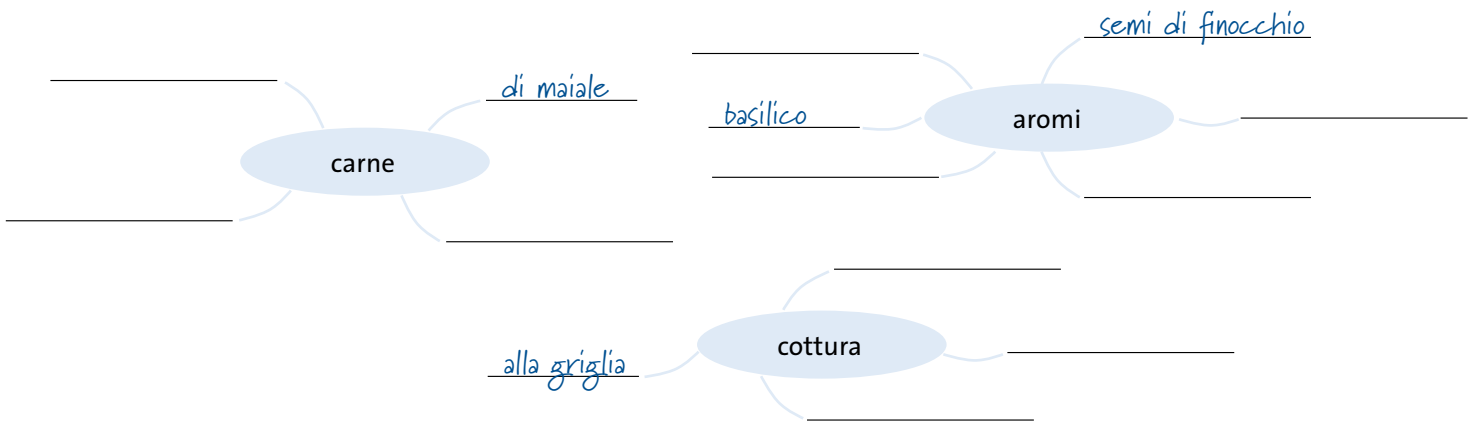 semi di finocchio
di maiale
basilico
aromi
carne
cottura
alla griglia